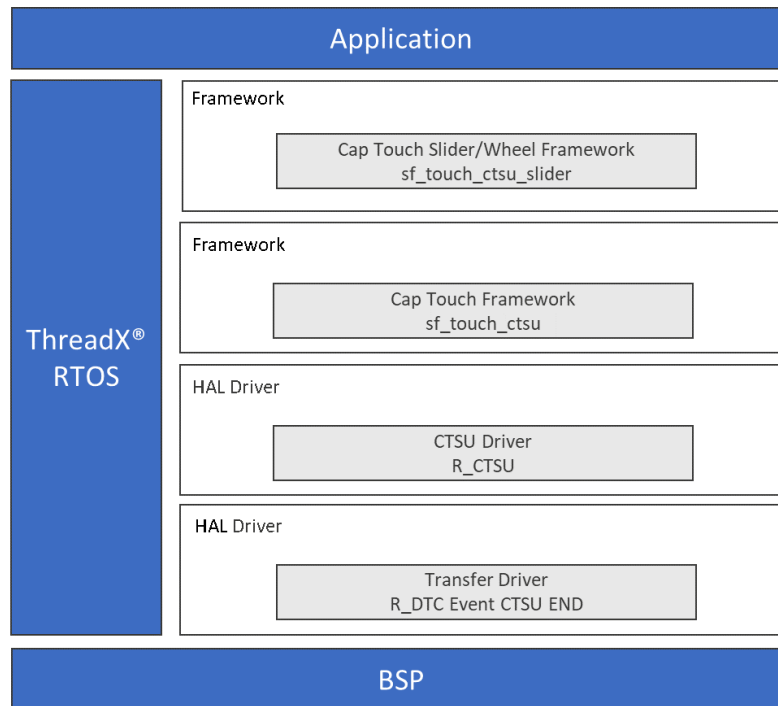 Application
ThreadX®
RTOS
Framework
Cap Touch Slider/Wheel Framework
sf_touch_ctsu_slider
Framework
Cap Touch Framework
sf_touch_ctsu
HAL Driver
CTSU Driver
R_CTSU
HAL Driver
Transfer Driver
R_DTC Event CTSU END
BSP